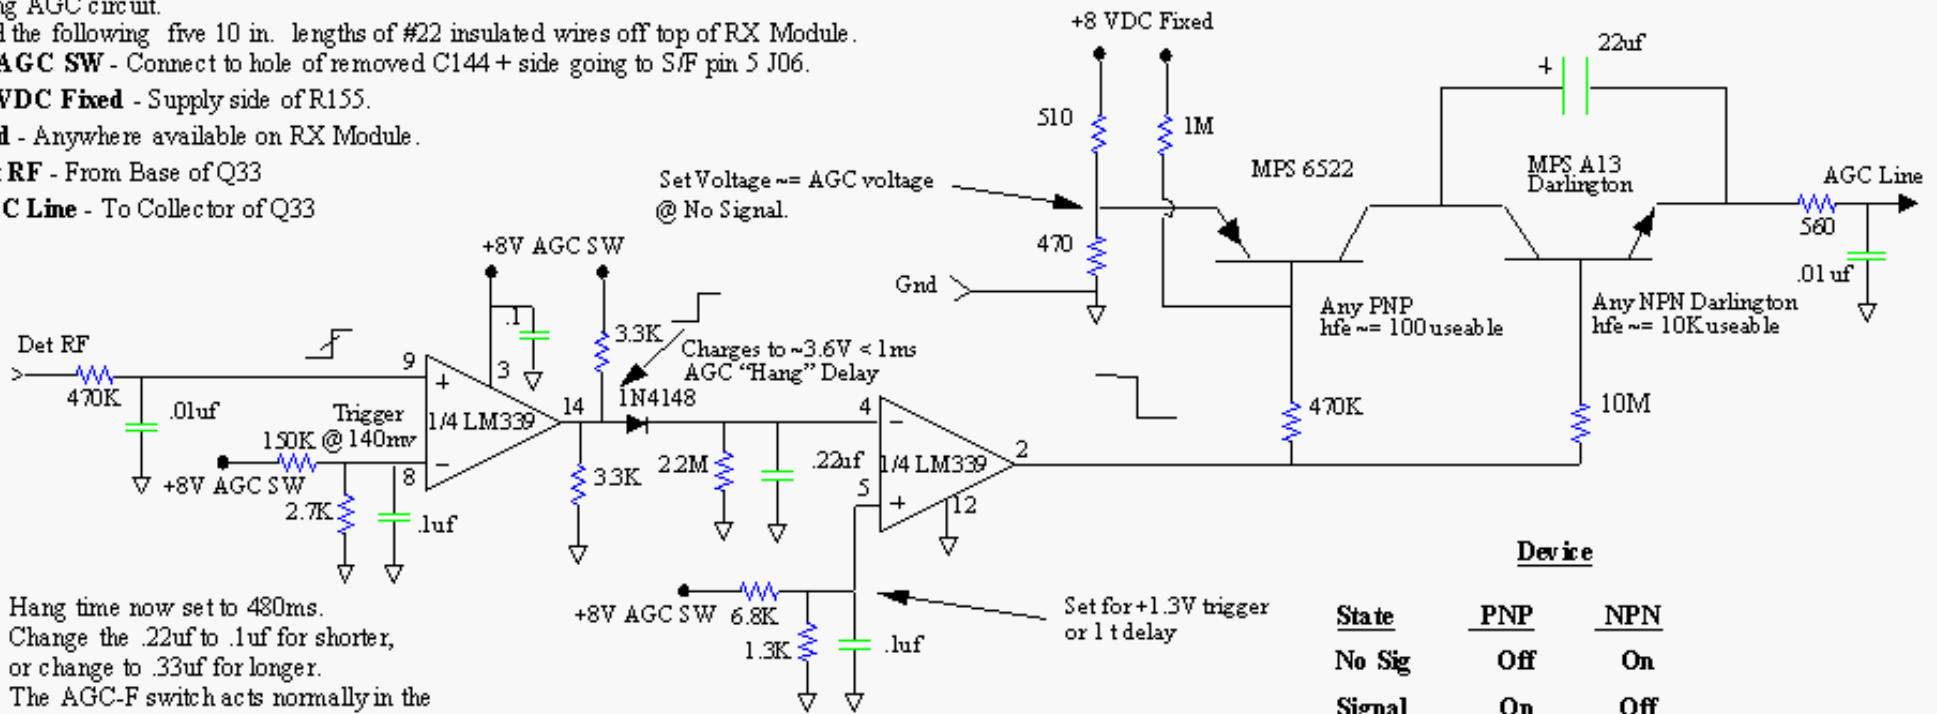 ng AGC circuit.
the following five 10 in. lengths of #22 insulated wires off top of RX Module.
AGC SW - Connect to hole of removed C144 + side going to S/F pin 5 J06.
VDC Fixed - Supply side of R155.
- Anywhere available on RX Module.
RF - From Base of Q33
C Line - To Collector of Q33
+8 VDC Fixed
22uf
+
510
1M
MPS 6522
MPS A13
Darlington
AGC Line
Set Voltage ~= AGC voltage
@ No Signal.
470
560
.01 uf
Gnd
Any PNP
hfe ~= 100 useable
Any NPN Darlington
hfe ~= 10K useable
+8V AGC SW
.1
3.3K
Charges to ~3.6V < 1ms
AGC "Hang" Delay
Det RF
470K
.01uf
9
+
3
Trigger
@ 140mv
150K
1/4 LM339
14
1N4148
+8V AGC SW
8
-
2.7K
.1uf
3.3K
2.2M
.22uf
4
-
1/4 LM339
2
5
+
12
470K
10M
+8V AGC SW
6.8K
1.3K
.1uf
Set for +1.3V trigger
or 1 t delay
Hang time now set to 480ms.
Change the .22uf to .1uf for shorter,
or change to .33uf for longer.
The AGC-F switch acts normally in the
Device
State PNP NPN
No Sig Off On
Signal On Off